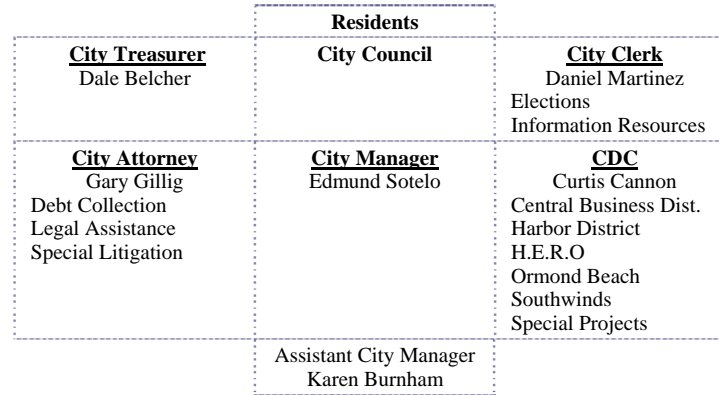 Residents
City Treasurer
Dale Belcher
City Council
City Clerk
Daniel Martinez
Elections
Information Resources
City Attorney
Gary Gillig
Debt Collection
Legal Assistance
Special Litigation
City Manager
Edmund Sotelo
CDC
Curtis Cannon
Central Business Dist.
Harbor District
H.E.R.O
Ormond Beach
Southwinds
Special Projects
Assistant City Manager
Karen Burnham